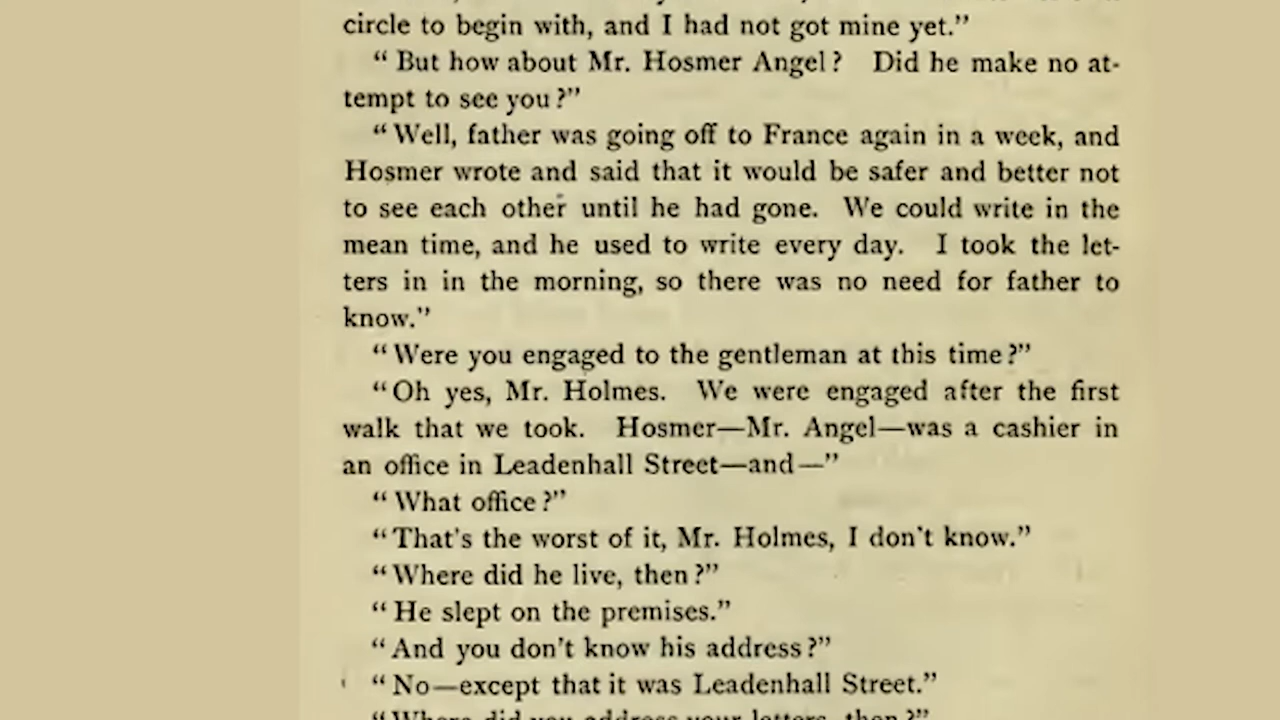 circle to begin with, and I had not got mine yet.”
“ But how about Mr. Hosmer Angel? Did he make no at-
tempt to see you?”
“Well, father was going off to France again in a week, and
Hosmer wrote and said that it would be safer and better not
to see each other until he had gone. We could write in the
mean time, and he used to write every day. I took the let-
ters in in the morning, so there was no need for father to
know.”
“Were you engaged to the gentleman at this time?”
“Oh yes, Mr. Holmes. We were engaged after the first
walk that we took. Hosmer—Mr. Angel—was a cashier in
an office in Leadenhall Street—and—”
“What office?”
“That's the worst of it, Mr. Holmes, I don't know.”
“Where did he live, then?”
“He slept on the premises.”
“And you don't know his address?”
“No—except that it was Leadenhall Street.”
“Where did you address your letters, then?”